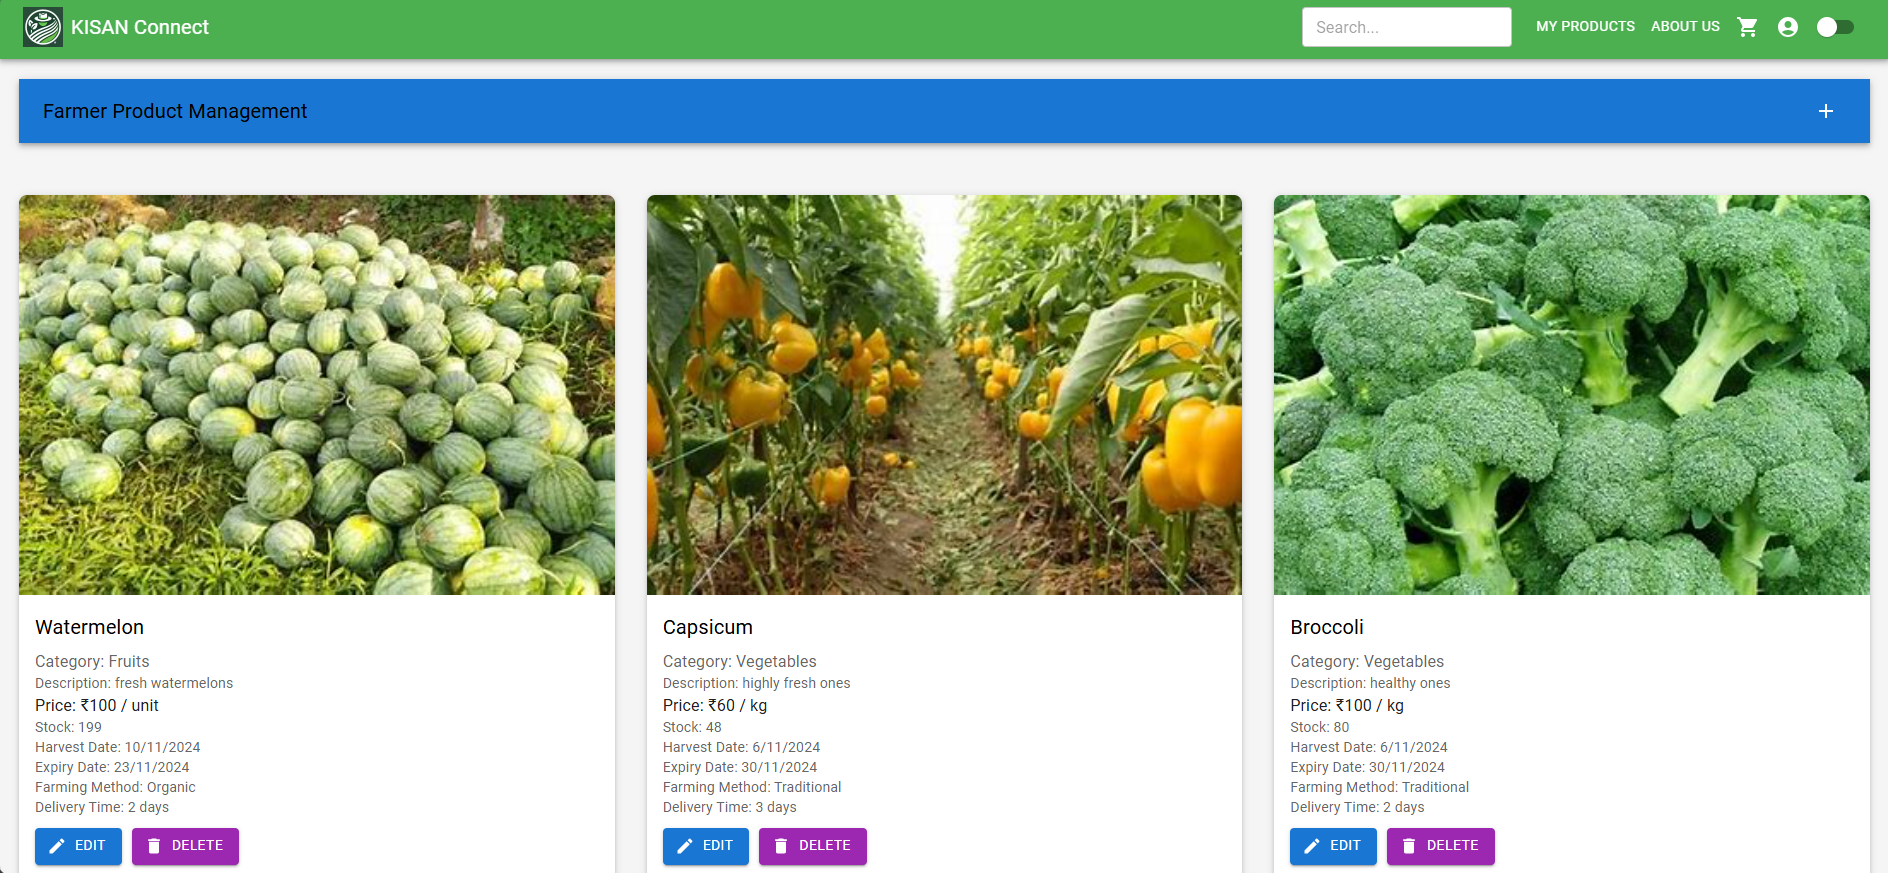 KISAN Connect
Search...
MY PRODUCTS
ABOUT US
Farmer Product Management
Watermelon
Category: Fruits
Description: fresh watermelons
Price: ₹100 / unit
Stock: 199
Harvest Date: 10/11/2024
Expiry Date: 23/11/2024
Farming Method: Organic
Delivery Time: 2 days
EDIT
DELETE
Capsicum
Category: Vegetables
Description: highly fresh ones
Price: ₹60 / kg
Stock: 48
Harvest Date: 6/11/2024
Expiry Date: 30/11/2024
Farming Method: Traditional
Delivery Time: 3 days
EDIT
DELETE
Broccoli
Category: Vegetables
Description: healthy ones
Price: ₹100 / kg
Stock: 80
Harvest Date: 6/11/2024
Expiry Date: 30/11/2024
Farming Method: Traditional
Delivery Time: 2 days
EDIT
DELETE